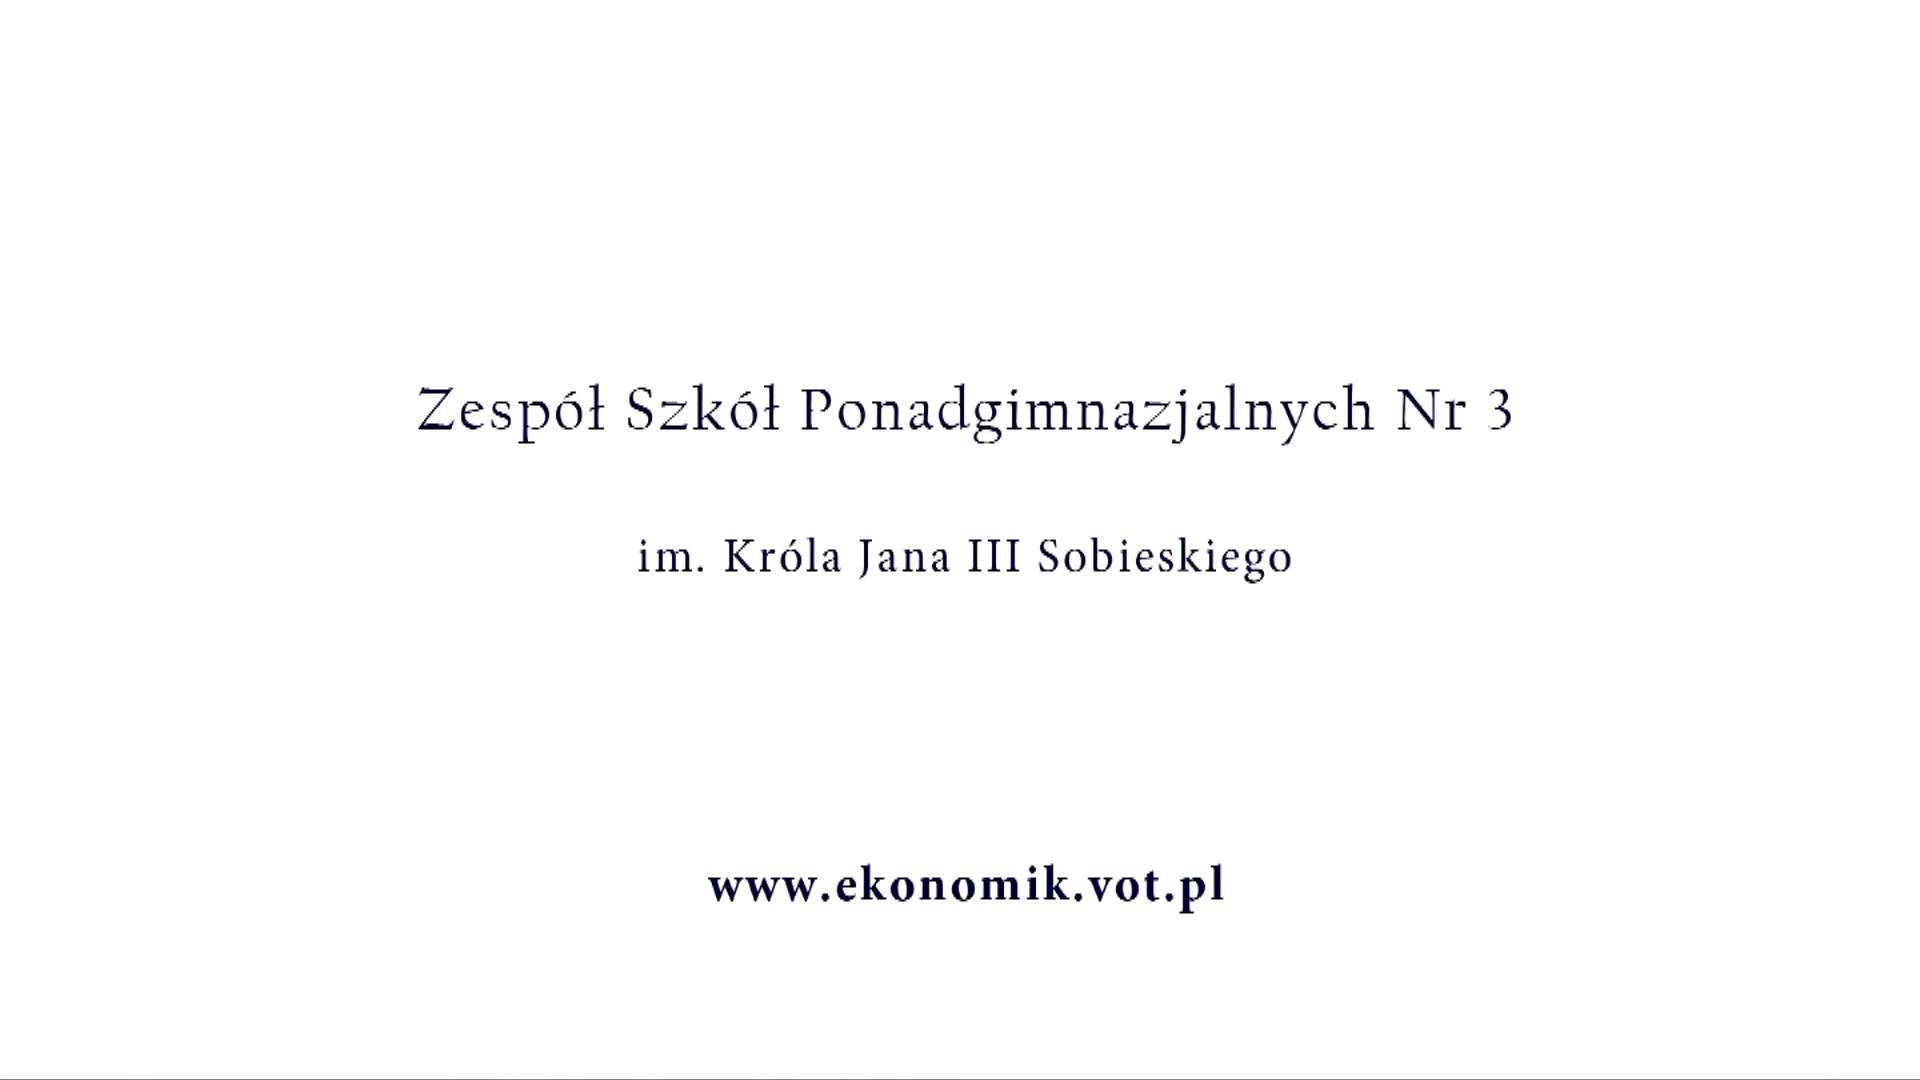 Zespół Szkół Ponadgimnazjalnych Nr 3
im. Króla Jana III Sobieskiego
www.ekonomik.vot.pl